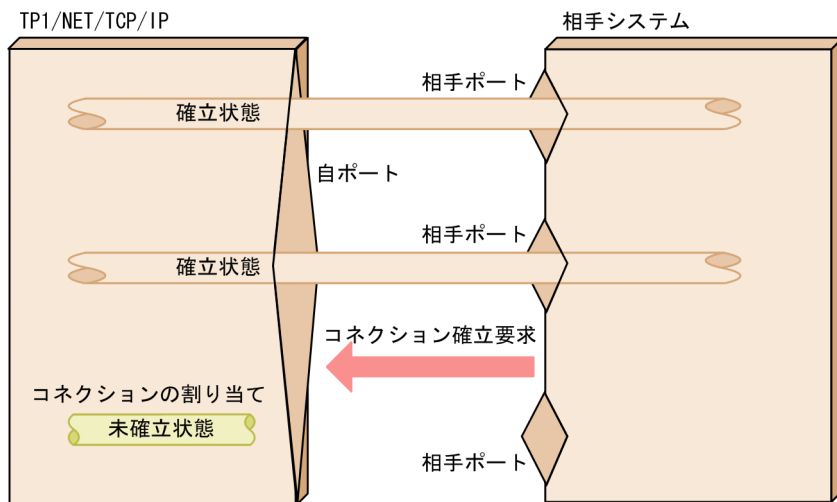 TP1/NET/TCP/IP
相手システム
相手ポート
確立状態
自ポート
相手ポート
確立状態
コネクション確立要求
コネクションの割り当て
未確立状態
相手ポート